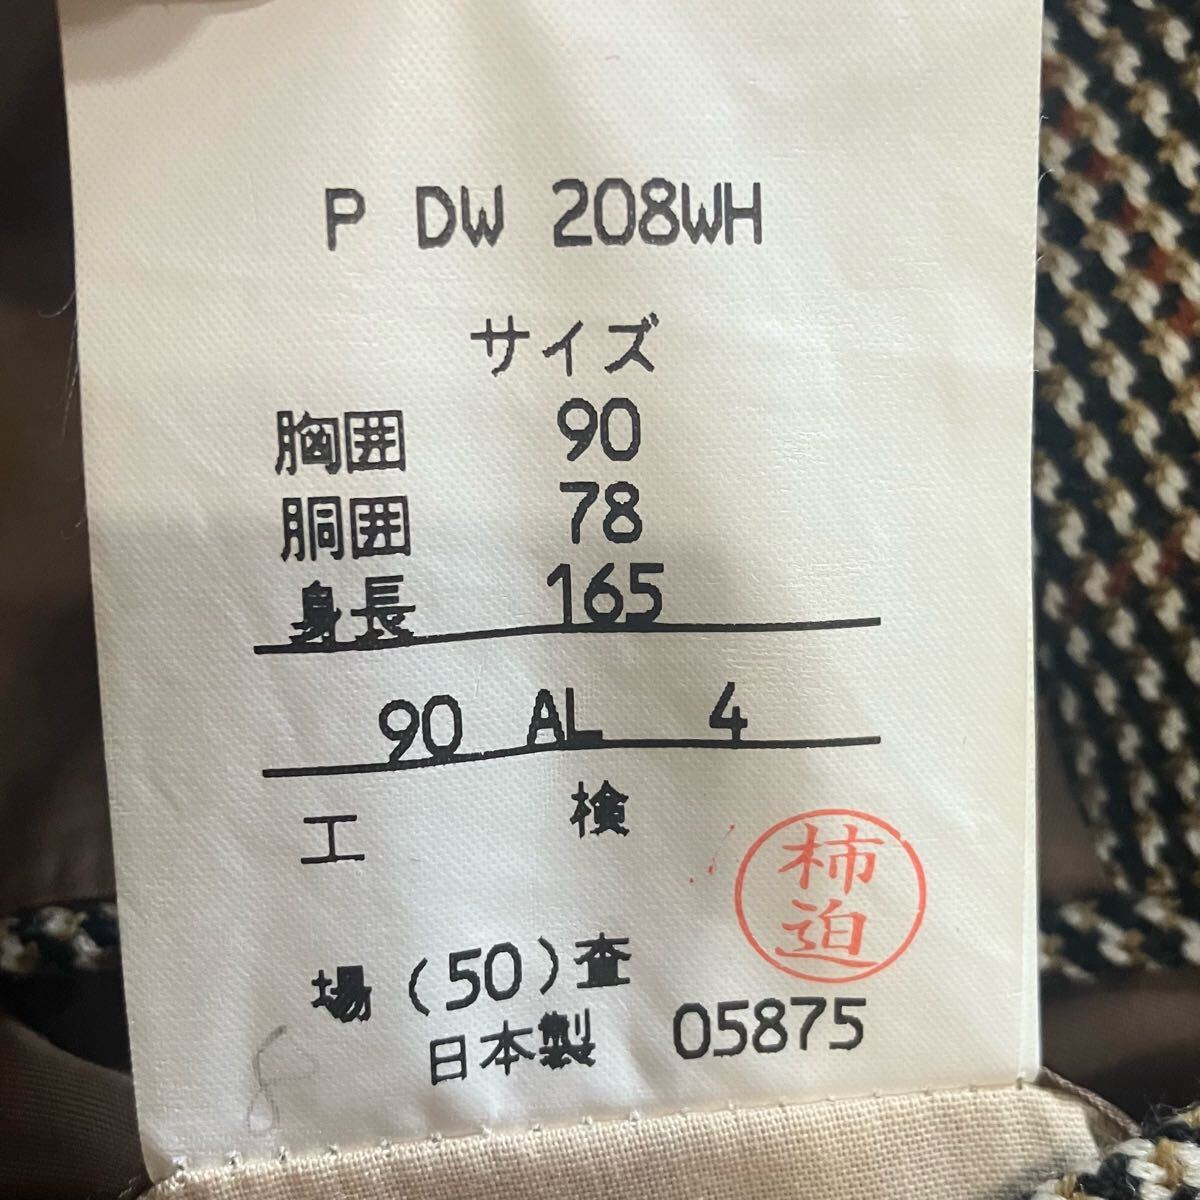 P DW 208WH
サイズ
胸囲 90
胴囲 78
身長 165
90 AL 4
工 検
柿迫
場(50)査
日本製 05875